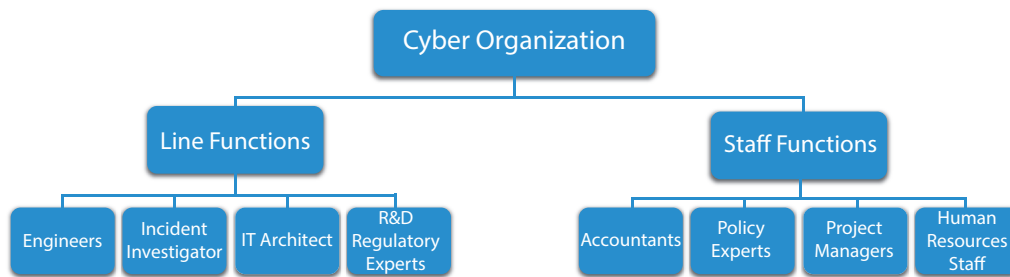 Cyber Organization
Line Functions
Staff Functions
Engineers
Incident
Investigator
IT Architect
R&D
Regulatory
Experts
Accountants
Policy
Experts
Project
Managers
Human
Resources
Staff